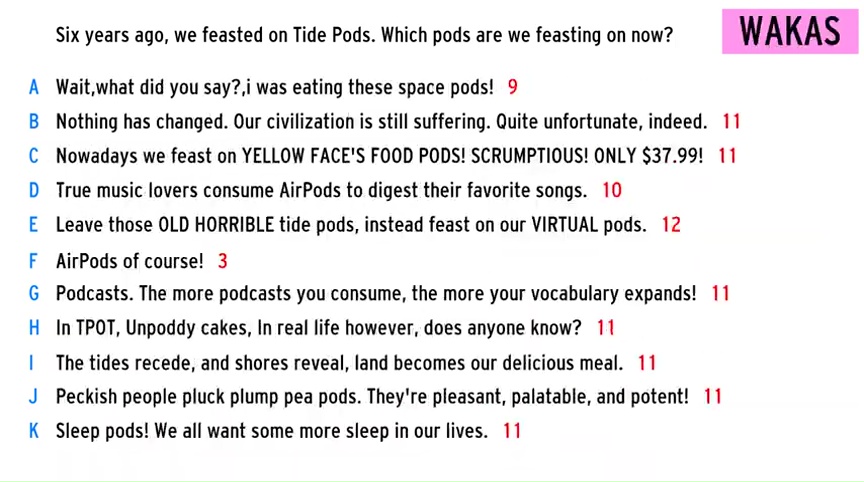 Six years ago, we feasted on Tide Pods. Which pods are we feasting on now?
WAKAS
A Wait,what did you say?,i was eating these space pods! 9
B Nothing has changed. Our civilization is still suffering. Quite unfortunate, indeed. 11
C Nowadays we feast on YELLOW FACE'S FOOD PODS! SCRUMPTIOUS! ONLY $37.99! 11
D True music lovers consume AirPods to digest their favorite songs. 10
E Leave those OLD HORRIBLE tide pods, instead feast on our VIRTUAL pods. 12
F AirPods of course! 3
G Podcasts. The more podcasts you consume, the more your vocabulary expands! 11
H In TPOT, Unpoddy cakes, In real life however, does anyone know? 11
I The tides recede, and shores reveal, land becomes our delicious meal. 11
J Peckish people pluck plump pea pods. They're pleasant, palatable, and potent! 11
K Sleep pods! We all want some more sleep in our lives. 11